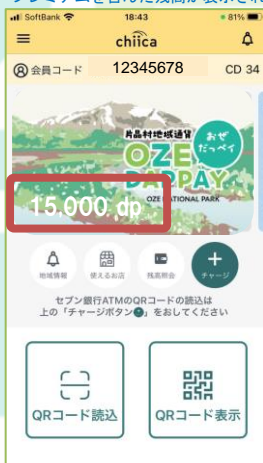 SoftBank 18:43 81%
chiica
会員コード 12345678 CD 34
片品村地域通貨
おぜだっペイ
OZE
DAPPAY
OZE NATIONAL PARK
15,000 dp
地域情報 使えるお店 残高照会 チャージ
セブン銀行ATMのQRコードの読込は
上の「チャージボタン+」をおしてください
QRコード読込 QRコード表示